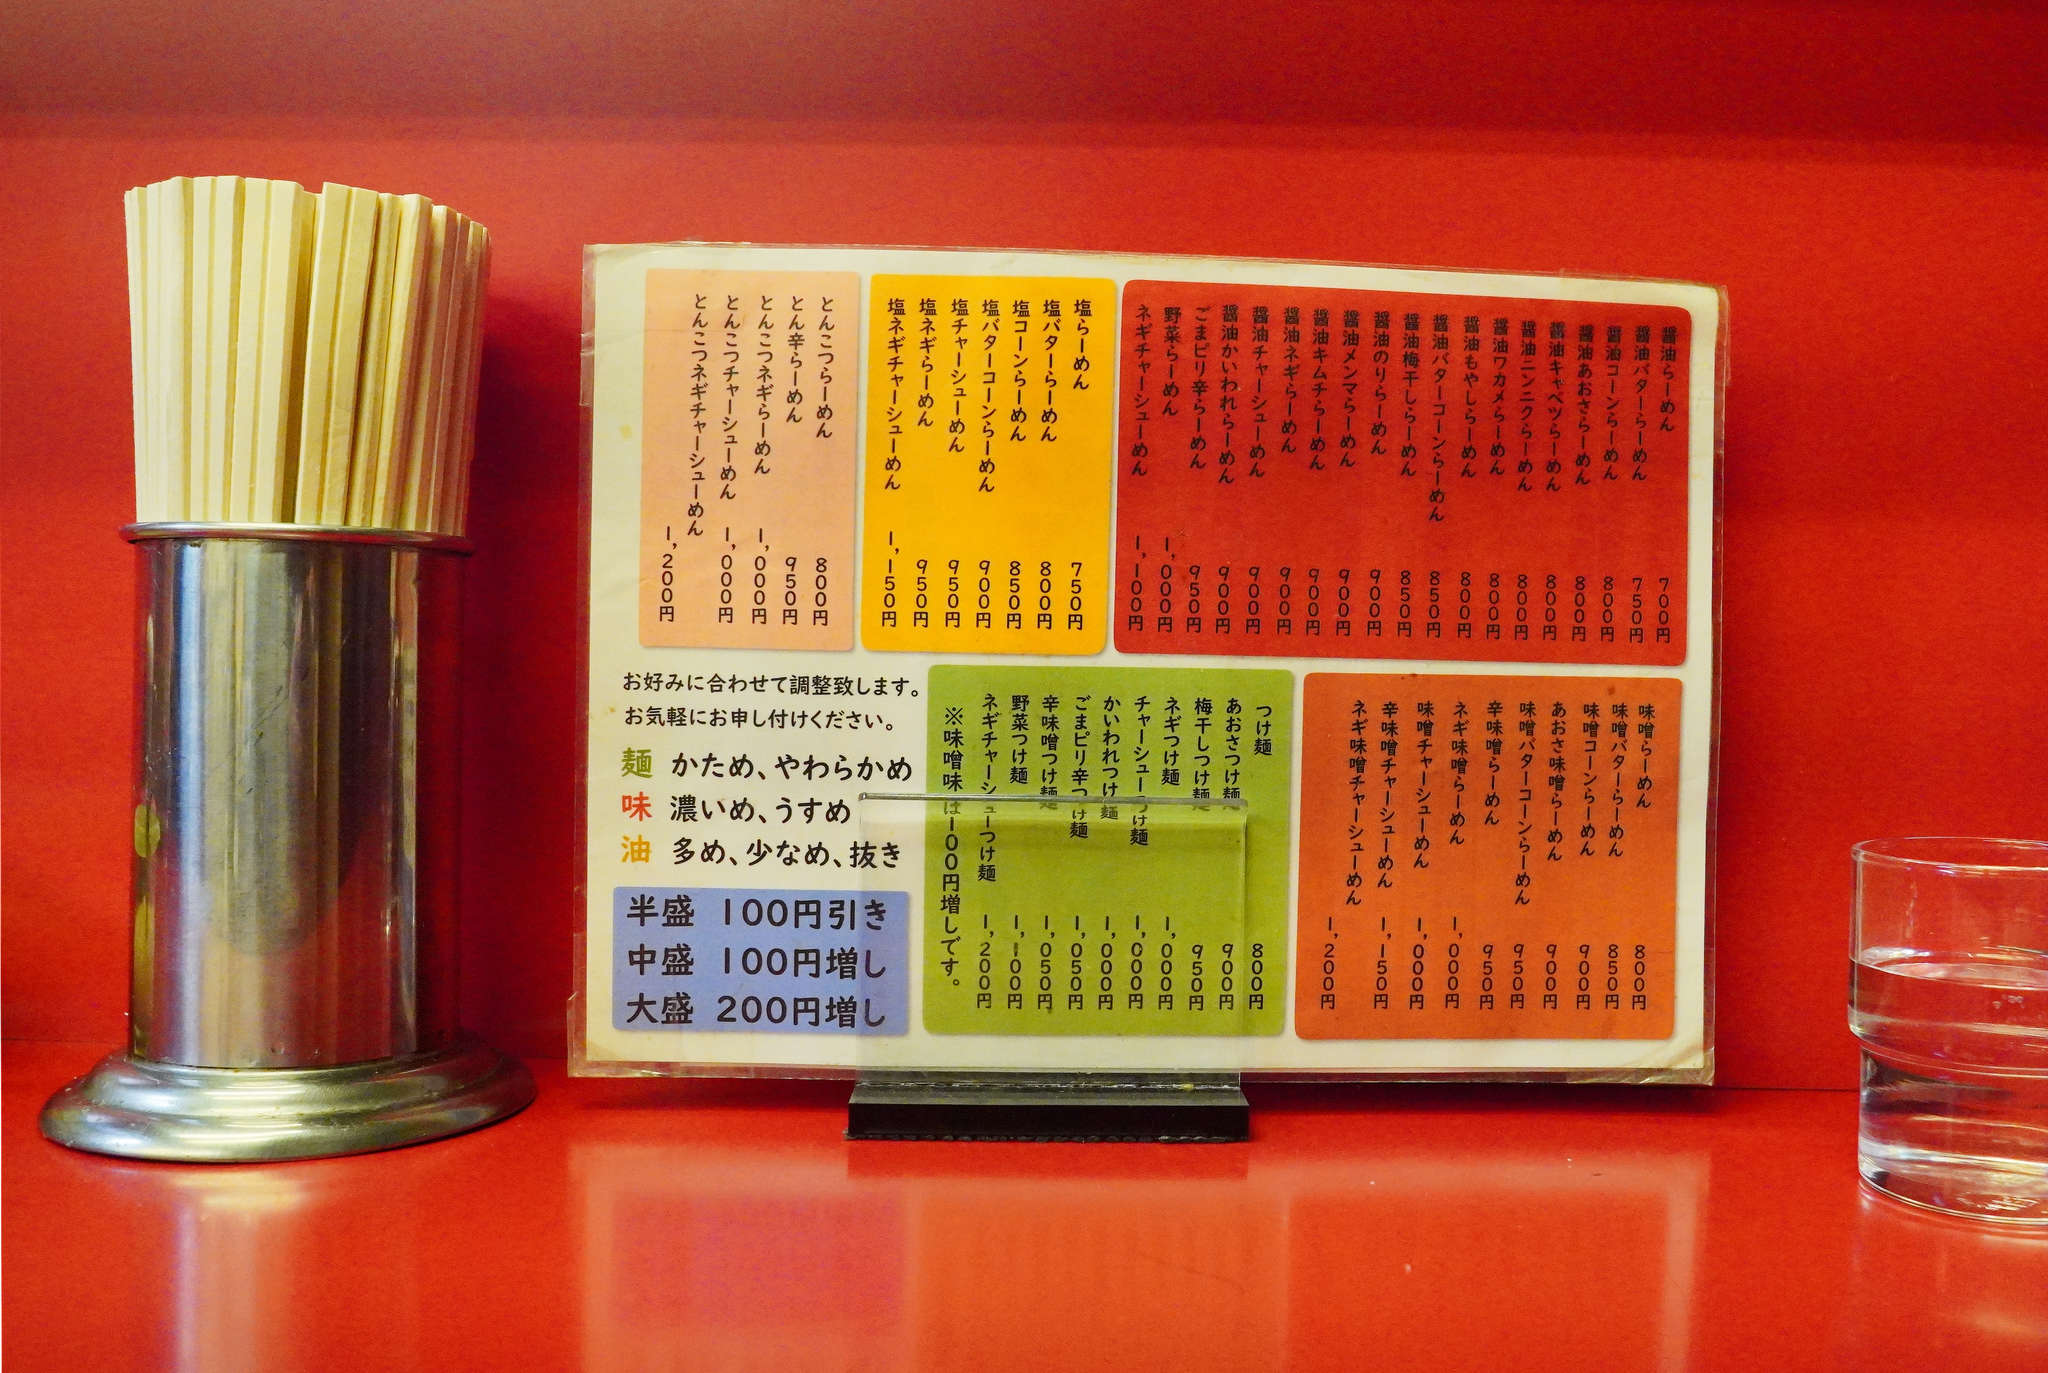 醤油らーめん 700円
醤油バターらーめん 750円
醤油コーンらーめん 800円
醤油あおさらーめん 800円
醤油キャベツらーめん 800円
醤油ニンニクらーめん 800円
醤油ワカメらーめん 800円
醤油もやしらーめん 800円
醤油バターコーンらーめん 850円
醤油梅干しらーめん 850円
醤油のりらーめん 900円
醤油メンマらーめん 900円
醤油キムチらーめん 900円
醤油ネギらーめん 900円
醤油チャーシューめん 900円
醤油かいわれらーめん 900円
ごまピリ辛らーめん 950円
野菜らーめん 1,000円
ネギチャーシューめん 1,100円
塩らーめん 750円
塩バターらーめん 800円
塩コーンらーめん 850円
塩バターコーンらーめん 900円
塩チャーシューめん 950円
塩ネギらーめん 950円
塩ネギチャーシューめん 1,150円
とんこつらーめん 800円
とん辛らーめん 950円
とんこつネギらーめん 1,000円
とんこつチャーシューめん 1,000円
とんこつネギチャーシューめん 1,200円
味噌らーめん 800円
味噌バターらーめん 850円
味噌コーンらーめん 900円
あおさ味噌らーめん 900円
味噌バターコーンらーめん 950円
辛味噌らーめん 950円
ネギ味噌らーめん 1,000円
味噌チャーシューめん 1,000円
辛味噌チャーシューめん 1,150円
ネギ味噌チャーシューめん 1,200円
つけ麺 800円
あおさつけ麺 900円
梅干しつけ麺 950円
ネギつけ麺 1,000円
チャーシューつけ麺 1,000円
かいわれつけ麺 1,000円
ごまピリ辛つけ麺 1,050円
辛味噌つけ麺 1,050円
野菜つけ麺 1,100円
ネギチャーシューつけ麺 1,200円
※味噌味は100円増しです。
お好みに合わせて調整致します。
お気軽にお申し付けください。
麺 かため、やわらかめ
味 濃いめ、うすめ
油 多め、少なめ、抜き
半盛 100円引き
中盛 100円増し
大盛 200円増し